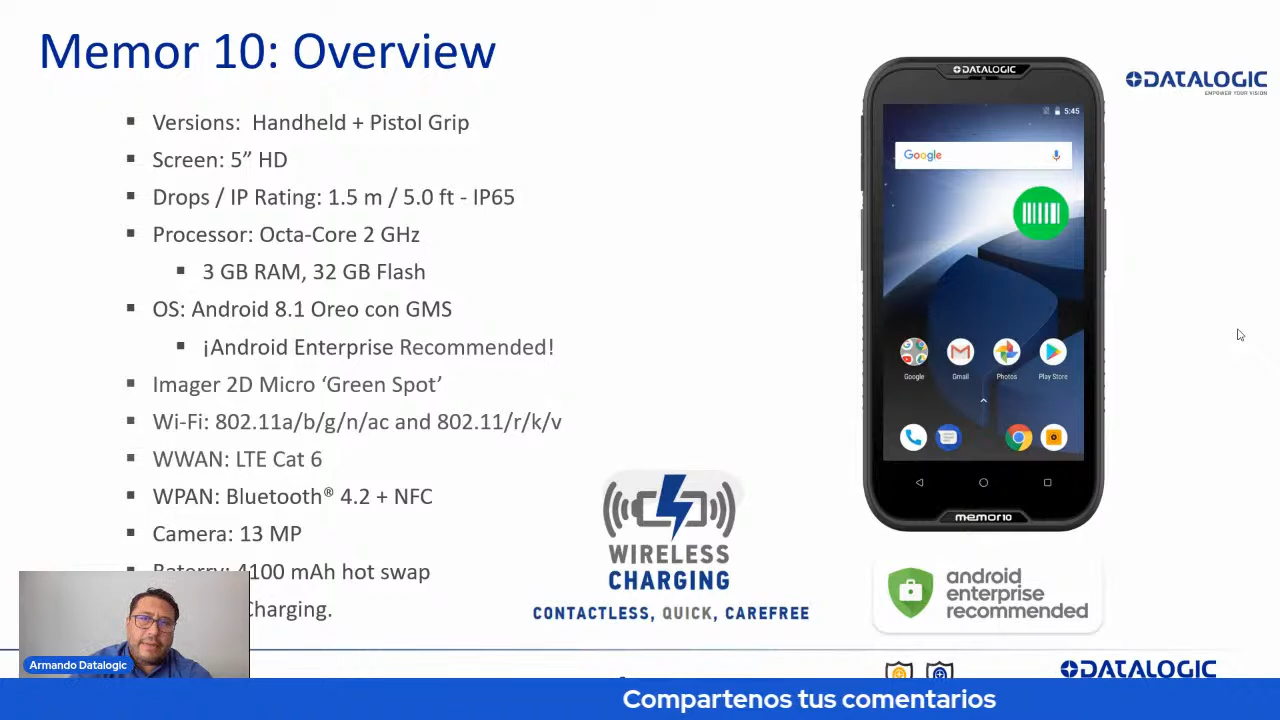 Memor 10: Overview
Versions: Handheld + Pistol Grip
Screen: 5” HD
Drops / IP Rating: 1.5 m / 5.0 ft - IP65
Processor: Octa-Core 2 GHz
3 GB RAM, 32 GB Flash
OS: Android 8.1 Oreo con GMS
¡Android Enterprise Recommended!
Imager 2D Micro ‘Green Spot’
Wi-Fi: 802.11a/b/g/n/ac and 802.11/r/k/v
WWAN: LTE Cat 6
WPAN: Bluetooth® 4.2 + NFC
Camera: 13 MP
Baterry: 4100 mAh hot swap
Charging.
WIRELESS
CHARGING
CONTACTLESS, QUICK, CAREFREE
DATALOGIC
5:45
Google
Google
Gmail
Photos
Play Store
memor10
DATALOGIC
EMPOWER YOUR VISION
android
enterprise
recommended
DATALOGIC
Armando Datalogic
Compartenos tus comentarios